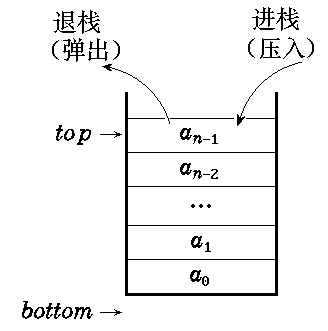 退栈 进栈
（弹出） （压入）
top → aₙ₋₁
aₙ₋₂
...
a₁
a₀
bottom →